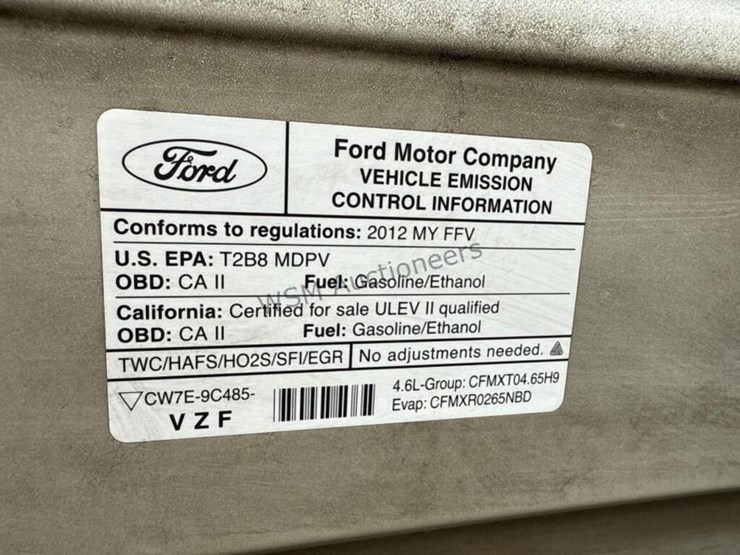 Ford
Ford Motor Company
VEHICLE EMISSION
CONTROL INFORMATION
Conforms to regulations: 2012 MY FFV
U.S. EPA: T2B8 MDPV
OBD: CA II Fuel: Gasoline/Ethanol
WSM Auctioneers
California: Certified for sale ULEV II qualified
OBD: CA II Fuel: Gasoline/Ethanol
TWC/HAFS/HO2S/SFI/EGR No adjustments needed.
CW7E-9C485-
VZF
4.6L-Group: CFMXT04.65H9
Evap: CFMXR0265NBD